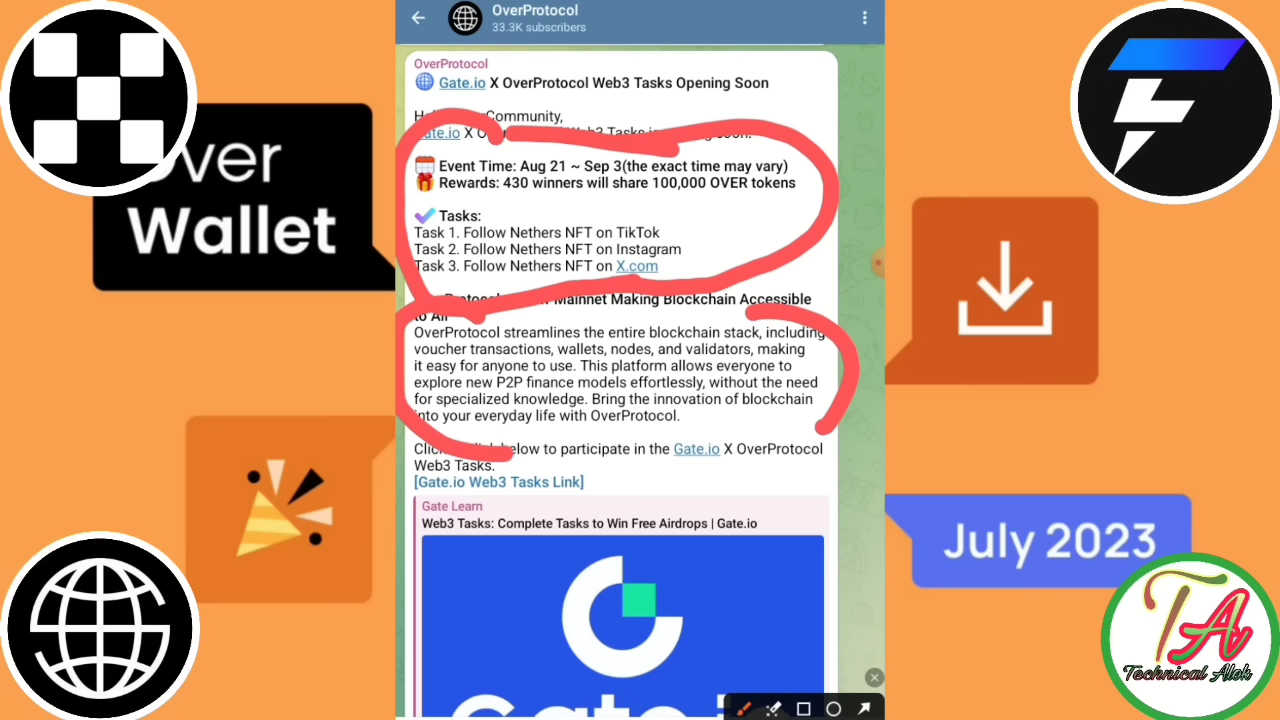 OverProtocol
33.3K subscribers
OverProtocol
Gate.io X OverProtocol Web3 Tasks Opening Soon
Community,
Gate.io X Web3 Tasks
Event Time: Aug 21 ~ Sep 3(the exact time may vary)
Rewards: 430 winners will share 100,000 OVER tokens
Tasks:
Task 1. Follow Nethers NFT on TikTok
Task 2. Follow Nethers NFT on Instagram
Task 3. Follow Nethers NFT on X.com
Mainnet Making Blockchain Accessible
to All
OverProtocol streamlines the entire blockchain stack, including
voucher transactions, wallets, nodes, and validators, making
it easy for anyone to use. This platform allows everyone to
explore new P2P finance models effortlessly, without the need
for specialized knowledge. Bring the innovation of blockchain
into your everyday life with OverProtocol.
below to participate in the Gate.io X OverProtocol
Web3 Tasks.
[Gate.io Web3 Tasks Link]
Gate Learn
Web3 Tasks: Complete Tasks to Win Free Airdrops | Gate.io
Over
Wallet
July 2023
TA
Technical Alok